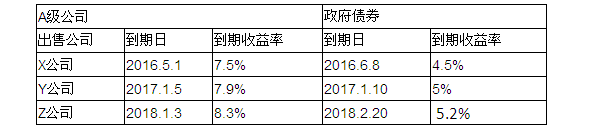 A级公司 政府债券
出售公司 到期日 到期收益率 到期日 到期收益率
X公司 2016.5.1 7.5% 2016.6.8 4.5%
Y公司 2017.1.5 7.9% 2017.1.10 5%
Z公司 2018.1.3 8.3% 2018.2.20 5.2%